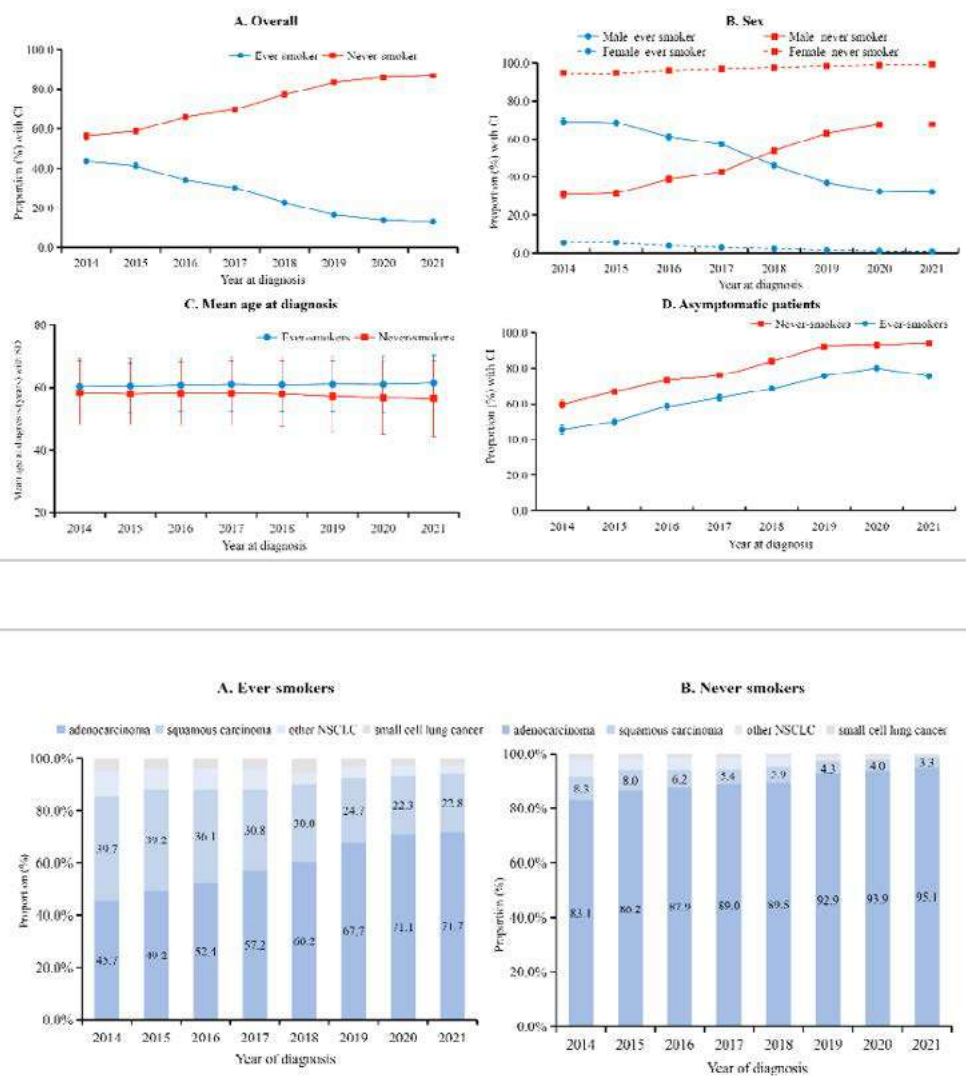 A. Overall
Ever smoker Never-smoker
Proportion (%) with CI
100.0
80.0
60.0
40.0
20.0
0.0
2014 2015 2016 2017 2018 2019 2020 2021
Year at diagnosis
B. Sex
Male ever smoker Male never smoker
Female ever smoker Female never smoker
Proportion (%) with CI
100.0
80.0
60.0
40.0
20.0
0.0
2014 2015 2016 2017 2018 2019 2020 2021
Year at diagnosis
C. Mean age at diagnosis
Ever-smokers Never-smokers
Mean age at diagnosis (years) with SD
80
60
40
20
2014 2015 2016 2017 2018 2019 2020 2021
Year at diagnosis
D. Asymptomatic patients
Never-smokers Ever-smokers
Proportion (%) with CI
100.0
80.0
60.0
40.0
20.0
0.0
2014 2015 2016 2017 2018 2019 2020 2021
Year at diagnosis
A. Ever smokers
adenocarcinoma squamous carcinoma other NSCLC small cell lung cancer
Proportion (%)
100.0%
80.0%
60.0%
40.0%
20.0%
0.0%
39.7 39.2 36.1 30.8 30.0 24.7 22.3 22.8
45.7 49.2 52.4 57.2 60.2 67.7 71.1 71.7
2014 2015 2016 2017 2018 2019 2020 2021
Year of diagnosis
B. Never smokers
adenocarcinoma squamous carcinoma other NSCLC small cell lung cancer
Proportion (%)
100.0%
80.0%
60.0%
40.0%
20.0%
0.0%
8.3 8.0 6.2 5.4 5.9 4.3 4.0 3.3
83.1 86.2 87.9 89.0 89.5 92.9 93.9 95.1
2014 2015 2016 2017 2018 2019 2020 2021
Year of diagnosis